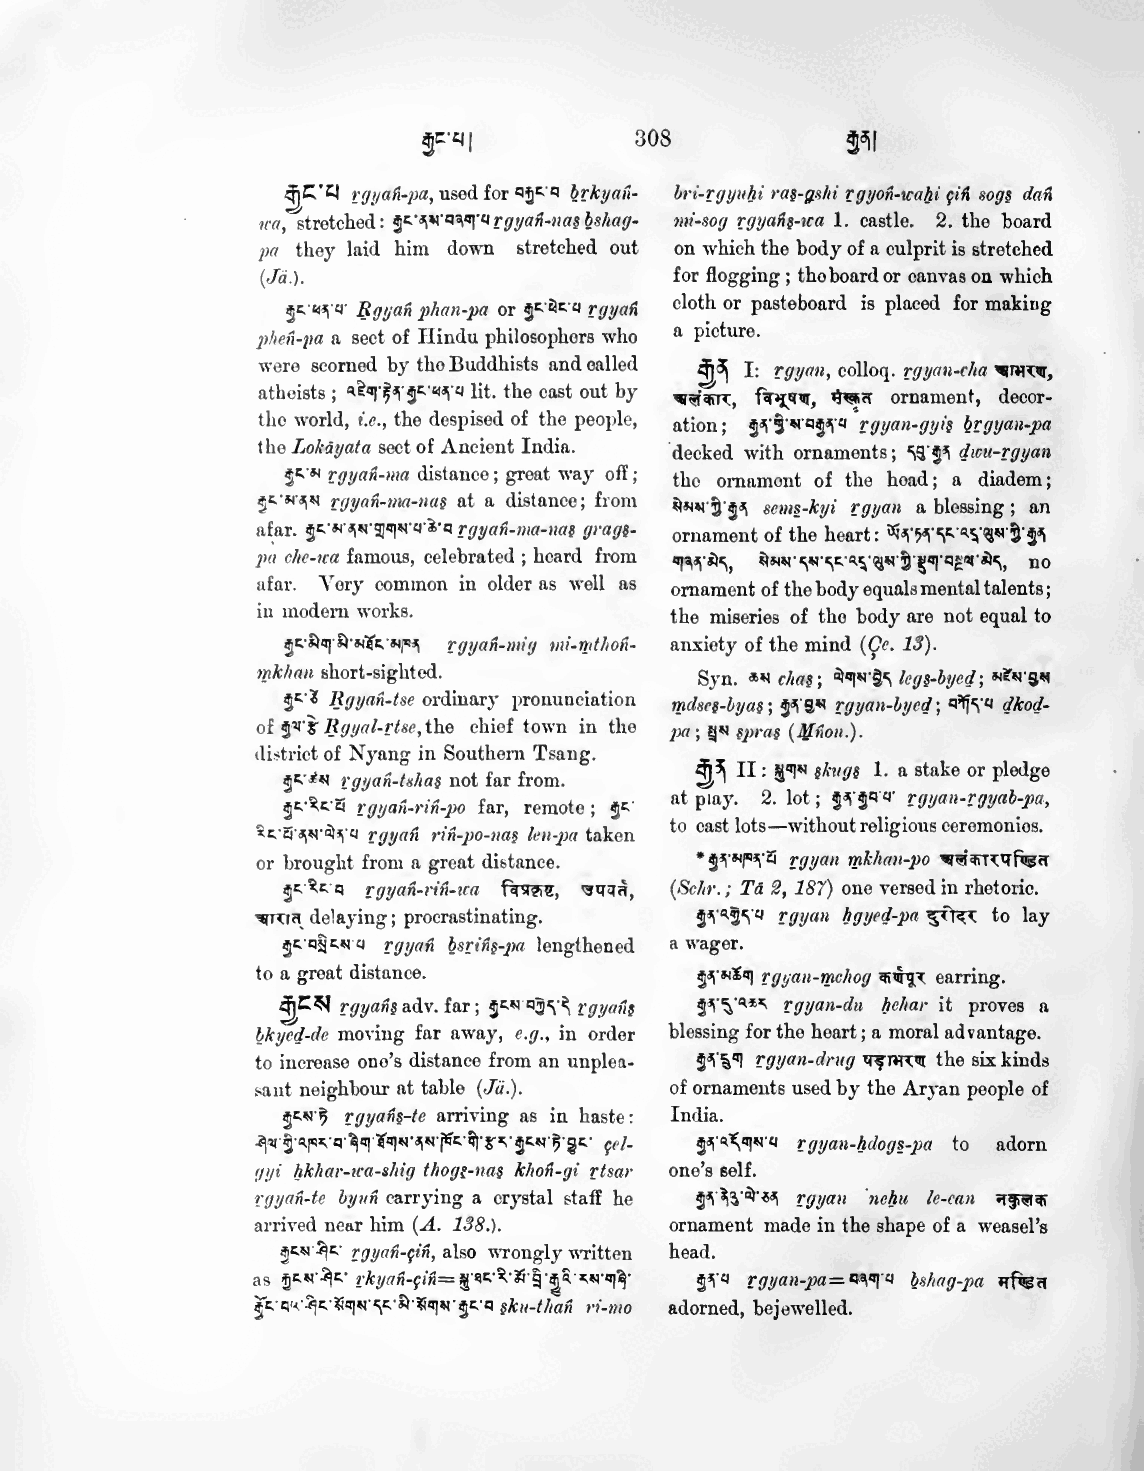 རྒྱང་པ།
308
རྒྱན།
རྒྱང་པ rgyań-pa, used for བརྐྱང་བ brkyań-
wa, stretched: རྒྱང་ནས་བཞག་པ rgyań-nas bshag-
pa they laid him down stretched out
(Jä.).
རྒྱང་ཕན་པ Rgyań phan-pa or རྒྱང་ཕེང་པ rgyań
pheń-pa a sect of Hindu philosophers who
were scorned by the Buddhists and called
atheists; འཇིག་རྟེན་རྒྱང་ཕན་པ lit. the cast out by
the world, i.e., the despised of the people,
the Lokâyata sect of Ancient India.
རྒྱང་མ rgyań-ma distance; great way off;
རྒྱང་མ་ནས rgyań-ma-nas at a distance; from
afar. རྒྱང་མ་ནས་གྲགས་པ་ཆེ་བ rgyań-ma-nas grags-
pa che-wa famous, celebrated; heard from
afar. Very common in older as well as
in modern works.
རྒྱང་མིག་མི་མཐོང་མཁན rgyań-mig mi-mthoń-
mkhan short-sighted.
རྒྱང་ཙེ Rgyań-tse ordinary pronunciation
of རྒྱལ་རྩེ Rgyal-rtse, the chief town in the
district of Nyang in Southern Tsang.
རྒྱང་ཚས rgyań-tshas not far from.
རྒྱང་རིང་པོ rgyań-riń-po far, remote; རྒྱང་
རིང་པོ་ནས་ལེན་པ rgyań riń-po-nas len-pa taken
or brought from a great distance.
རྒྱང་རིང་བ rgyań-riń-wa विप्रकृष्ट, अपवर्त,
आरात् delaying; procrastinating.
རྒྱང་བསྲིངས་པ rgyań bsrińs-pa lengthened
to a great distance.
རྒྱངས rgyańs adv. far; རྒྱངས་བཀྱེད་དེ rgyańs
bkyed-de moving far away, e.g., in order
to increase one's distance from an unplea-
sant neighbour at table (Jä.).
རྒྱངས་ཏེ rgyańs-te arriving as in haste:
ཤེལ་གྱི་འཁར་བ་ཞིག་ཐོགས་ནས་ཁོང་གི་རྩར་རྒྱངས་ཏེ་བྱུང་ çel-
gyi hkhar-wa-shig thogs-nas khoń-gi rtsar
rgyań-te byuń carrying a crystal staff he
arrived near him (A. 138.).
རྒྱངས་ཤིང་ rgyań-çiń, also wrongly written
as རྐྱངས་ཤིང་ rkyań-çiń=སྐུ་ཐང་རི་མོ་བྲི་རྒྱུའི་རས་གཞི་
རྒྱོང་བའི་ཤིང་སོགས་དང་མི་སོགས་རྒྱང་བ sku-thań ri-mo
bri-rgyuhi ras-gshi rgyoń-wahi çiń sogs dań
mi-sog rgyańs-wa 1. castle. 2. the board
on which the body of a culprit is stretched
for flogging; the board or canvas on which
cloth or pasteboard is placed for making
a picture.
རྒྱན I: rgyan, colloq. rgyan-cha आभरण,
अलंकार, विभूषण, संस्कृत ornament, decor-
ation; རྒྱན་གྱིས་བརྒྱན་པ rgyan-gyis brgyan-pa
decked with ornaments; དབུ་རྒྱན dwu-rgyan
the ornament of the head; a diadem;
སེམས་ཀྱི་རྒྱན sems-kyi rgyan a blessing; an
ornament of the heart: ཡོན་ཏན་དང་འདྲ་ལུས་ཀྱི་རྒྱན
གཞན་མེད, སེམས་ངས་དང་འདྲ་ལུས་ཀྱི་སྡུག་བསྔལ་མེད, no
ornament of the body equals mental talents;
the miseries of the body are not equal to
anxiety of the mind (Çe. 13).
Syn. ཆས chas; ལེགས་བྱེད legs-byed; མཛེས་བྱས
mdses-byas; རྒྱན་བྱེད rgyan-byed; བཀོད་པ dkod-
pa; སྤྲས spras (Mńon.).
རྒྱན II: སྐུགས skugs 1. a stake or pledge
at play. 2. lot; རྒྱན་རྒྱབ་པ་ rgyan-rgyab-pa,
to cast lots—without religious ceremonies.
*རྒྱན་མཁན་པོ rgyan mkhan-po अलंकारपण्डित
(Schr.; Tā 2, 187) one versed in rhetoric.
རྒྱན་འགྱེད་པ rgyan hgyed-pa दुरोदर to lay
a wager.
རྒྱན་མཆོག rgyan-mchog कर्णपूर earring.
རྒྱན་དུ་འཆར rgyan-du hchar it proves a
blessing for the heart; a moral advantage.
རྒྱན་དྲུག rgyan-drug षड़ाभरण the six kinds
of ornaments used by the Aryan people of
India.
རྒྱན་འདོགས་པ rgyan-hdogs-pa to adorn
one's self.
རྒྱན་ནེའུ་ལེ་ཅན rgyan nehu le-can नकुलक
ornament made in the shape of a weasel's
head.
རྒྱན་པ rgyan-pa=བཞག་པ bshag-pa मण्डित
adorned, bejewelled.